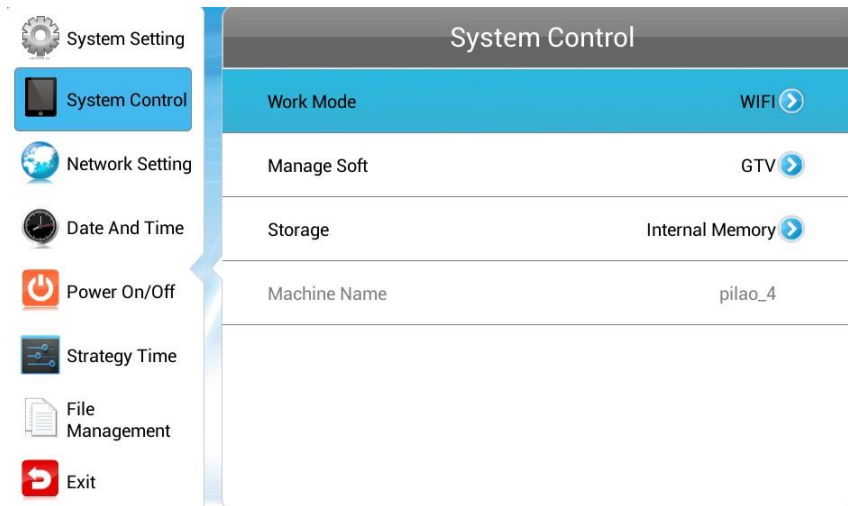 System Setting
System Control
Network Setting
Date And Time
Power On/Off
Strategy Time
File
Management
Exit
System Control
Work Mode WIFI
Manage Soft GTV
Storage Internal Memory
Machine Name pilao_4